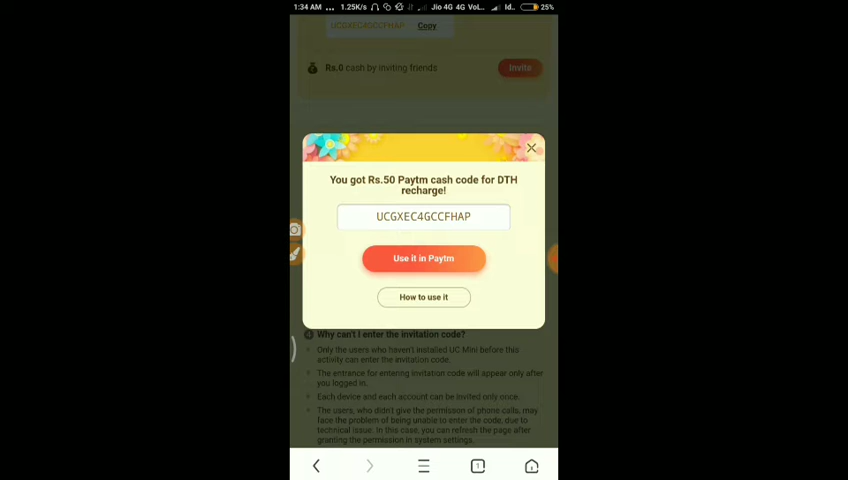 1:34 AM ... 1.25K/s Jio 4G 4G VoL... Id.. 25%
UCGXEC4GCCFHAP Copy
Rs.0 cash by inviting friends Invite
You got Rs.50 Paytm cash code for DTH
recharge!
UCGXEC4GCCFHAP
Use it in Paytm
How to use it
Why can't I enter the invitation code?
Only the users who haven't installed UC Mini before this
activity can enter the invitation code.
The entrance for entering invitation code will appear only after
you logged in.
Each device and each account can be invited only once.
The users, who didn't give the permission of phone calls, may
face the problem of being unable to enter the code, due to
technical issue. In this case, you can refresh the page after
granting the permission in system settings.
1